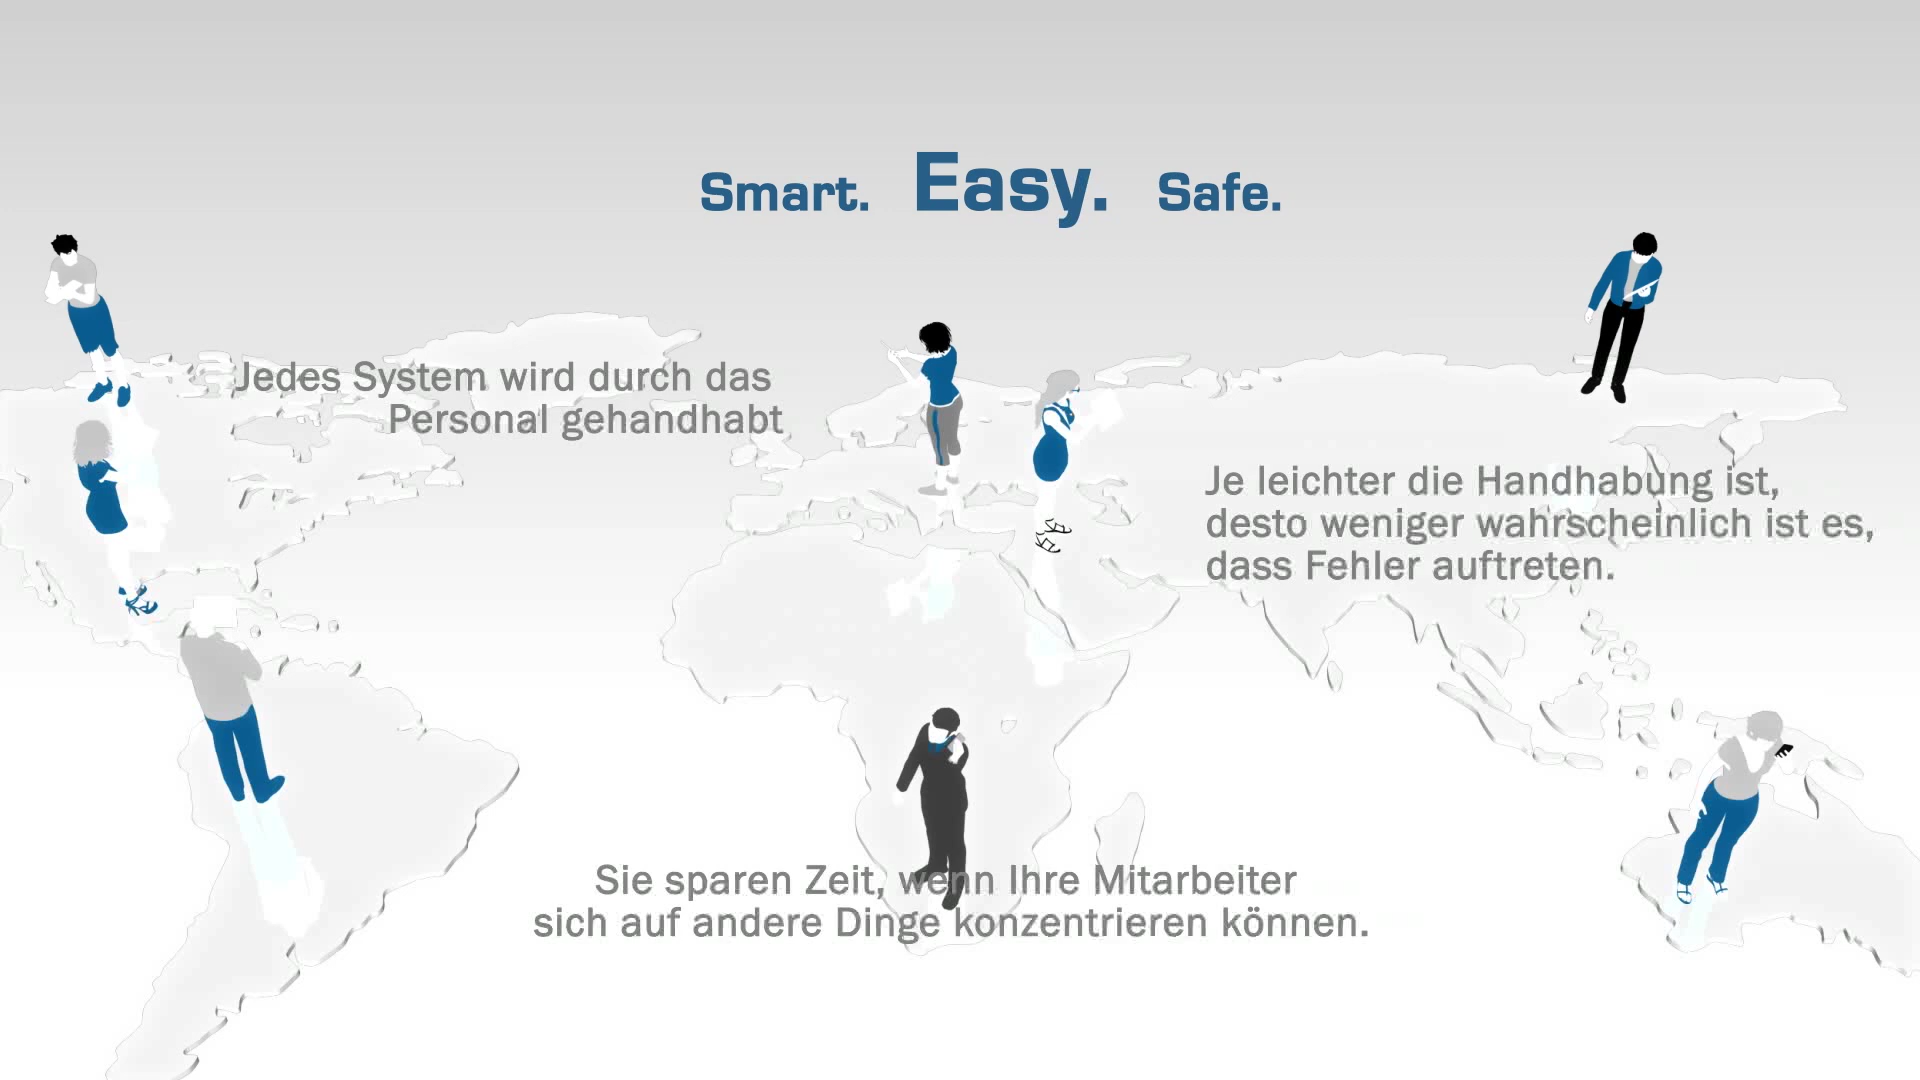 Smart. Easy. Safe.
Jedes System wird durch das
Personal gehandhabt
Je leichter die Handhabung ist,
desto weniger wahrscheinlich ist es,
dass Fehler auftreten.
Sie sparen Zeit, wenn Ihre Mitarbeiter
sich auf andere Dinge konzentrieren können.